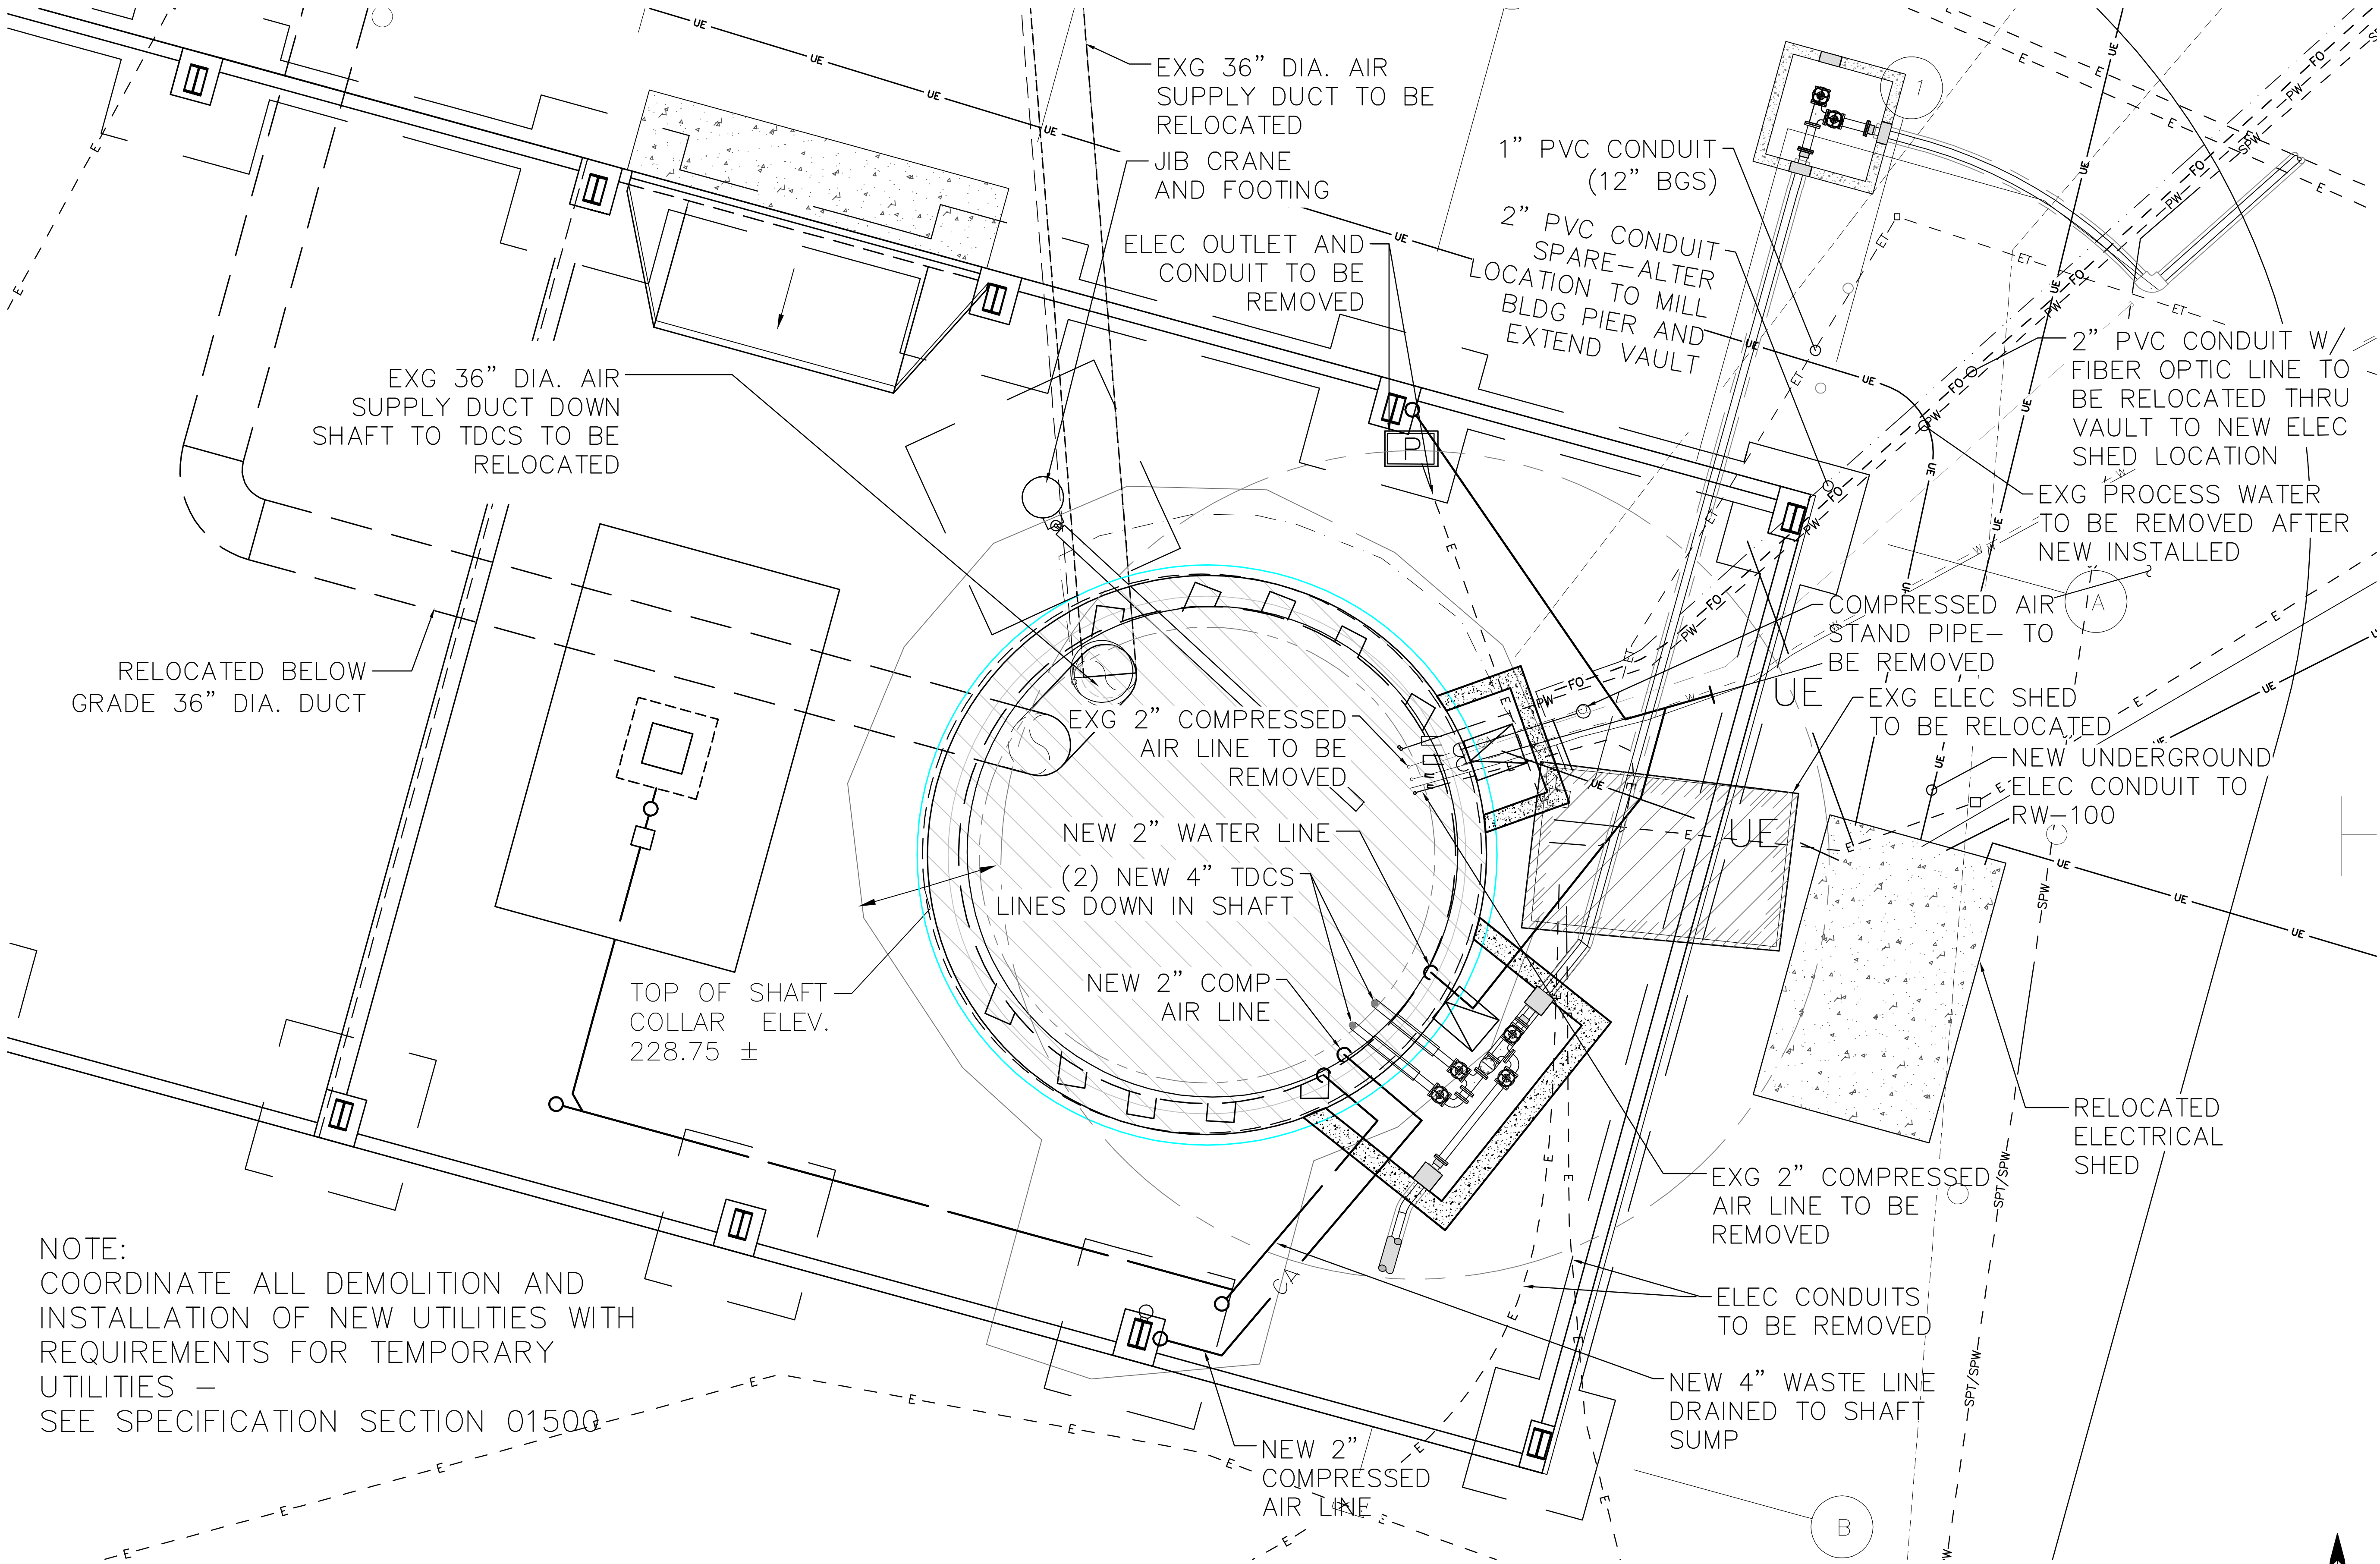 EXG 36” DIA. AIR
SUPPLY DUCT TO BE
RELOCATED
JIB CRANE
AND FOOTING
ELEC OUTLET AND
CONDUIT TO BE
REMOVED
1” PVC CONDUIT
(12” BGS)
2” PVC CONDUIT
SPARE–ALTER
LOCATION TO MILL
BLDG PIER AND
EXTEND VAULT
1
2” PVC CONDUIT W/
FIBER OPTIC LINE TO
BE RELOCATED THRU
VAULT TO NEW ELEC
SHED LOCATION
EXG PROCESS WATER
TO BE REMOVED AFTER
NEW INSTALLED
EXG 36” DIA. AIR
SUPPLY DUCT DOWN
SHAFT TO TDCS TO BE
RELOCATED
P
A
COMPRESSED AIR
STAND PIPE– TO
BE REMOVED
UE
EXG ELEC SHED
TO BE RELOCATED
NEW UNDERGROUND
ELEC CONDUIT TO
RW–100
UE
RELOCATED BELOW
GRADE 36” DIA. DUCT
EXG 2” COMPRESSED
AIR LINE TO BE
REMOVED
NEW 2” WATER LINE
(2) NEW 4” TDCS
LINES DOWN IN SHAFT
NEW 2” COMP
AIR LINE
TOP OF SHAFT
COLLAR ELEV.
228.75 ±
RELOCATED
ELECTRICAL
SHED
EXG 2” COMPRESSED
AIR LINE TO BE
REMOVED
ELEC CONDUITS
TO BE REMOVED
NEW 4” WASTE LINE
DRAINED TO SHAFT
SUMP
CA
NEW 2”
COMPRESSED
AIR LINE
B
SPW
SPT/SPW
SPT/SPW
NOTE:
COORDINATE ALL DEMOLITION AND
INSTALLATION OF NEW UTILITIES WITH
REQUIREMENTS FOR TEMPORARY
UTILITIES –
SEE SPECIFICATION SECTION 01500